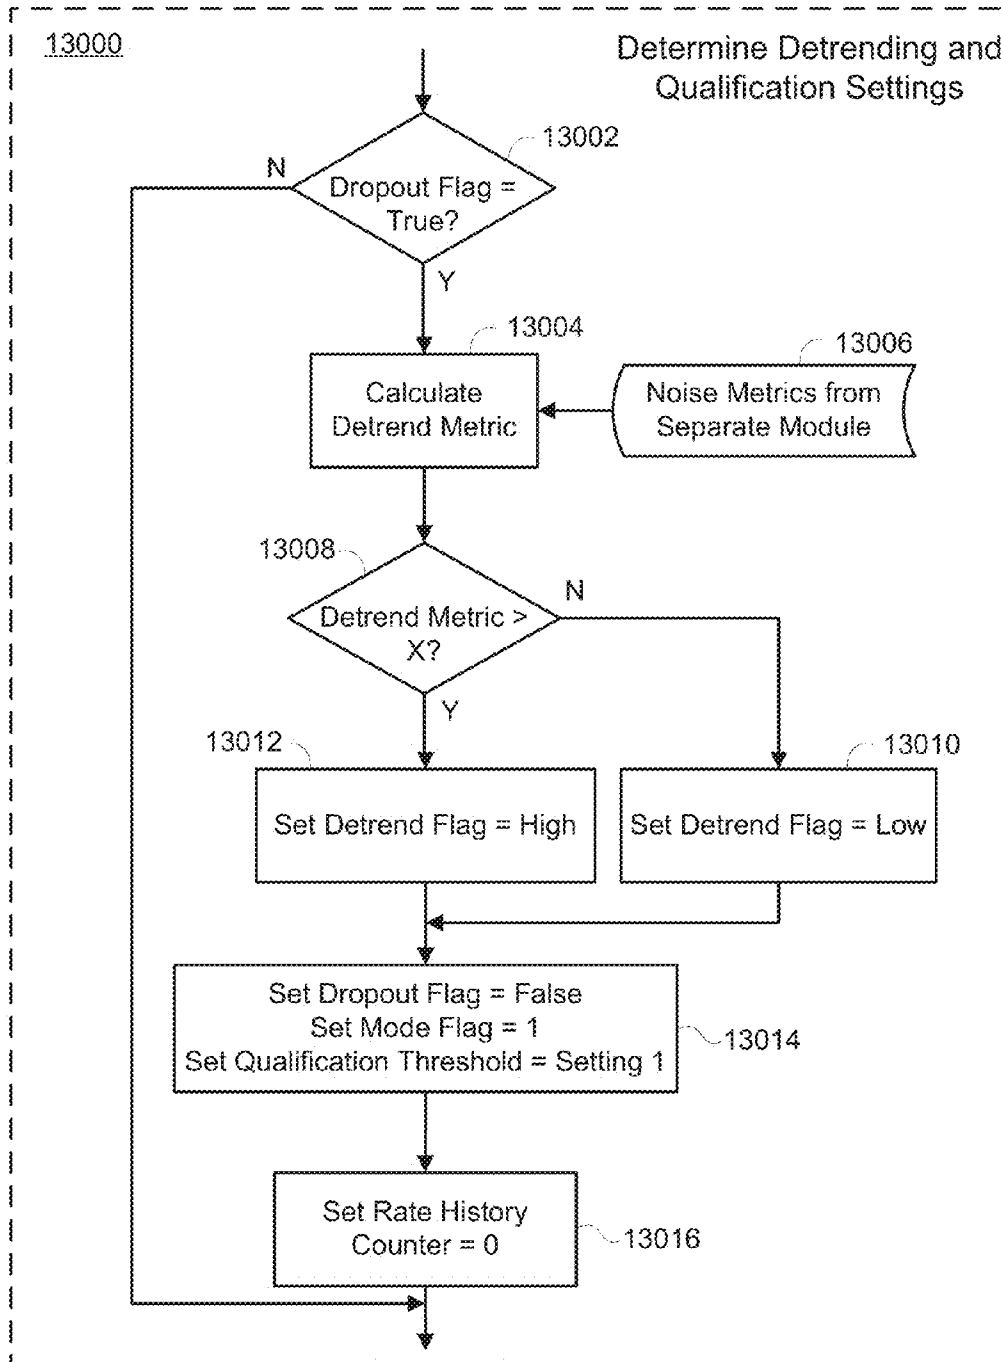 13000
Determine Detrending and
Qualification Settings
13002
N
Dropout Flag =
True?
Y
13004
13006
Calculate
Detrend Metric
Noise Metrics from
Separate Module
13008
N
Detrend Metric >
X?
Y
13012
13010
Set Detrend Flag = High
Set Detrend Flag = Low
Set Dropout Flag = False
Set Mode Flag = 1
Set Qualification Threshold = Setting 1
13014
Set Rate History
Counter = 0
13016